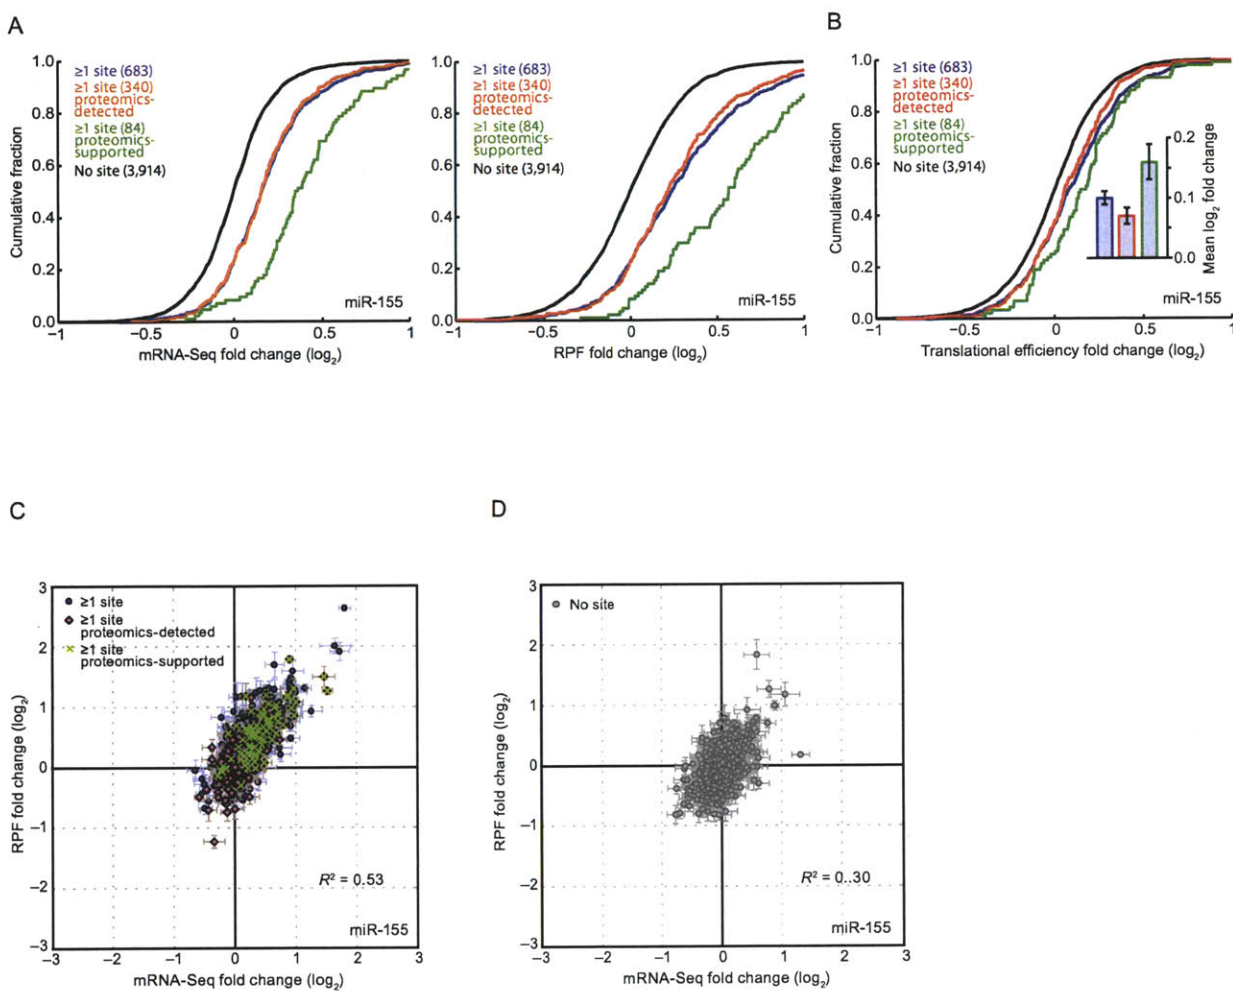 A
B
1.0
0.8
0.6
0.4
0.2
0.0
Cumulative fraction
≥1 site (683)
≥1 site (340)
proteomics-
detected
≥1 site (84)
proteomics-
supported
No site (3,914)
miR-155
−1
−0.5
0
0.5
1
mRNA-Seq fold change (log2)
1.0
0.8
0.6
0.4
0.2
0.0
≥1 site (683)
≥1 site (340)
proteomics-
detected
≥1 site (84)
proteomics-
supported
No site (3,914)
miR-155
−1
−0.5
0
0.5
1
RPF fold change (log2)
1.0
0.8
0.6
0.4
0.2
0.0
Cumulative fraction
≥1 site (683)
≥1 site (340)
proteomics-
detected
≥1 site (84)
proteomics-
supported
No site (3,914)
0.2
0.1
0.0
Mean log2 fold change
miR-155
−1
−0.5
0
0.5
1
Translational efficiency fold change (log2)
C
D
3
2
1
0
−1
−2
−3
RPF fold change (log2)
≥1 site
≥1 site
proteomics-detected
≥1 site
proteomics-supported
R² = 0.53
miR-155
−3
−2
−1
0
1
2
3
mRNA-Seq fold change (log2)
3
2
1
0
−1
−2
−3
RPF fold change (log2)
No site
R² = 0..30
miR-155
−3
−2
−1
0
1
2
3
mRNA-Seq fold change (log2)